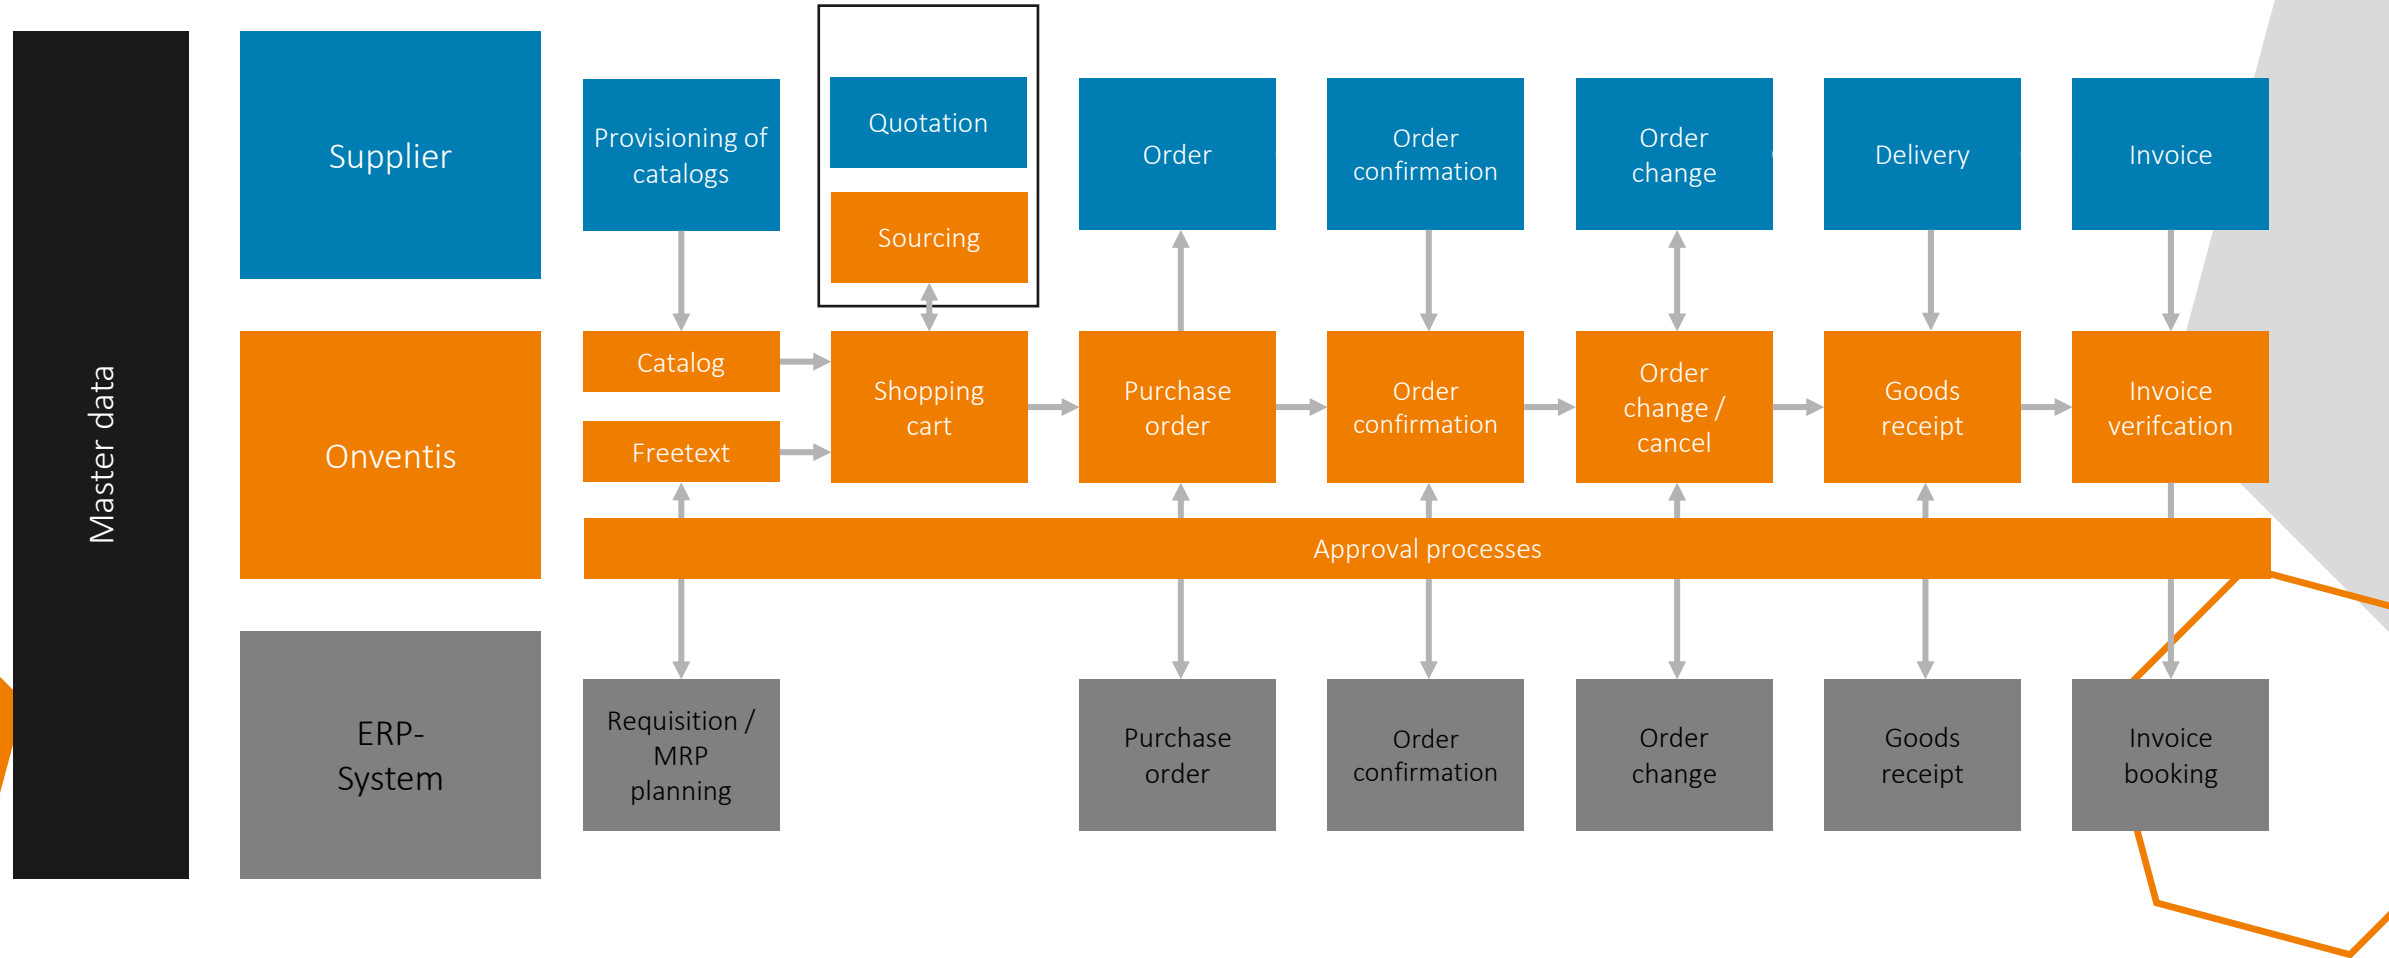 Master data
Supplier
Provisioning of
catalogs
Quotation
Sourcing
Order
Order
confirmation
Order
change
Delivery
Invoice
Onventis
Catalog
Freetext
Shopping
cart
Purchase
order
Order
confirmation
Order
change /
cancel
Goods
receipt
Invoice
verifcation
Approval processes
ERP-
System
Requisition /
MRP
planning
Purchase
order
Order
confirmation
Order
change
Goods
receipt
Invoice
booking